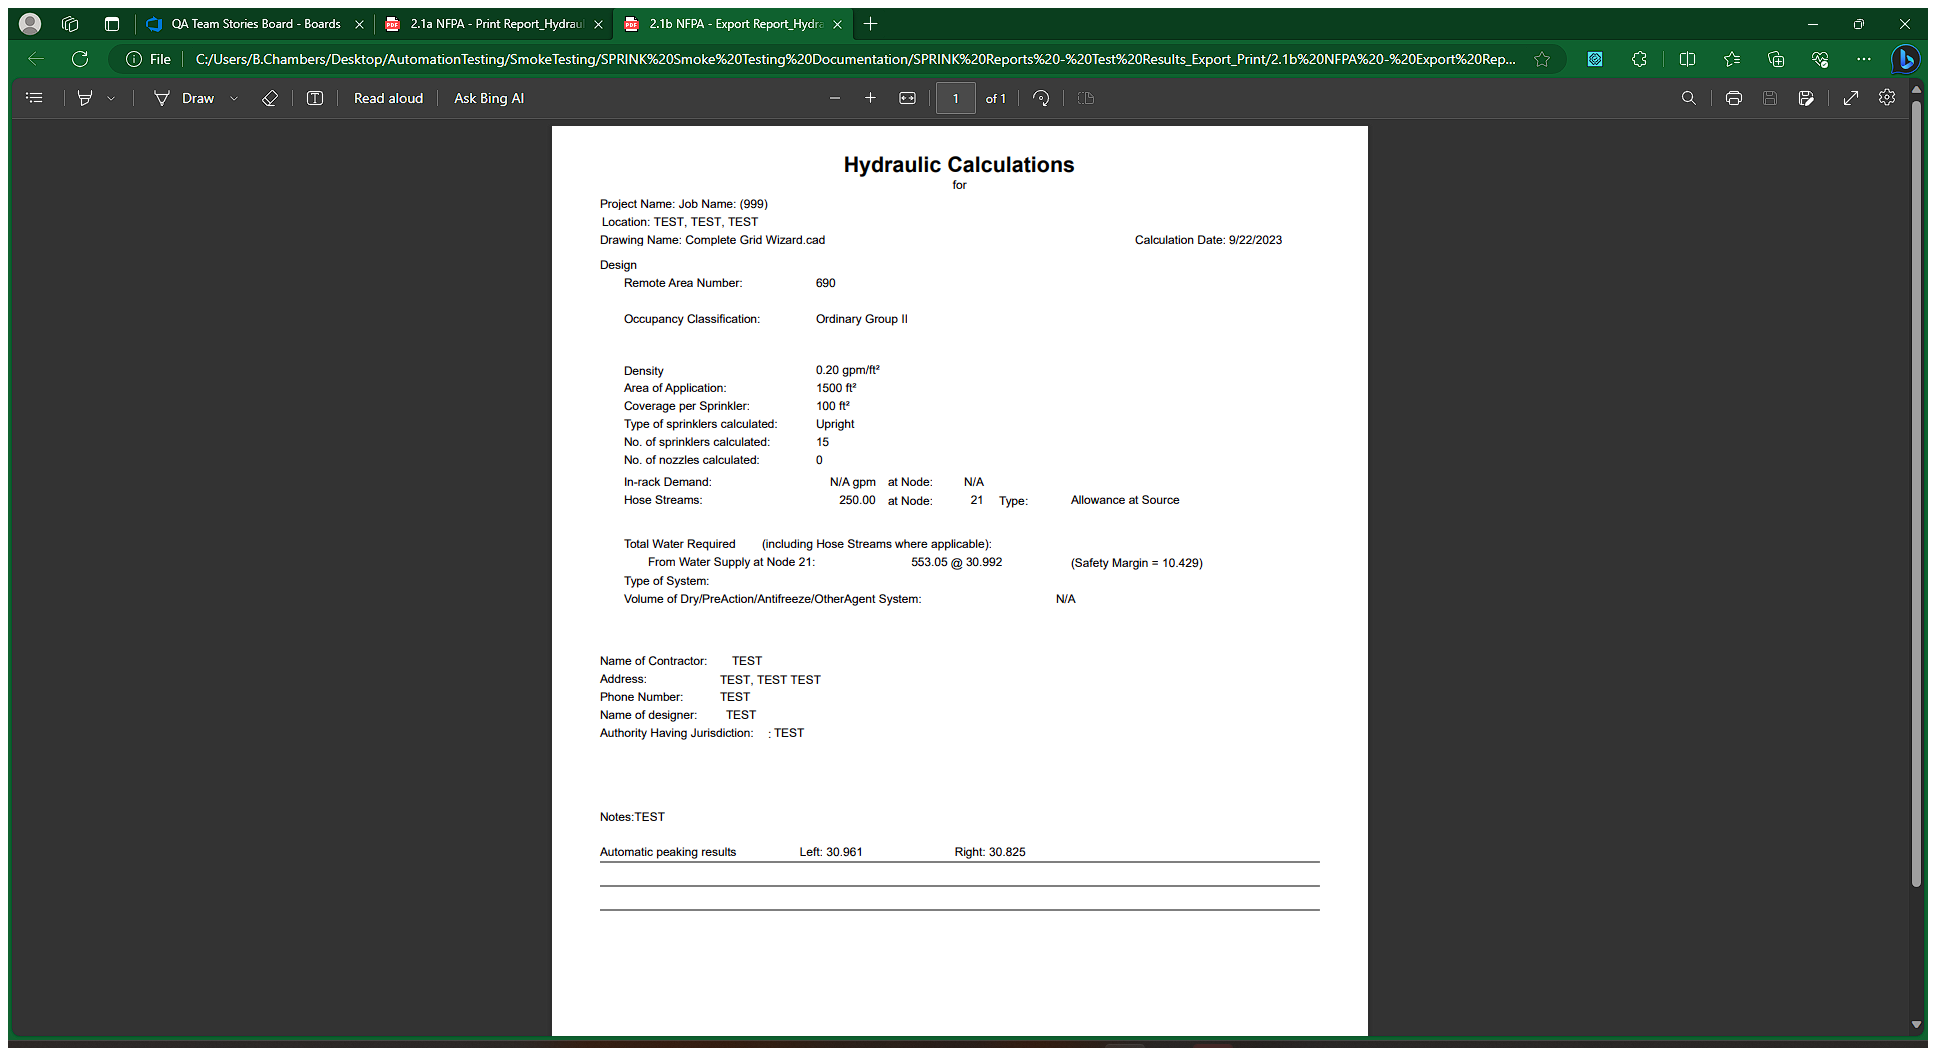 QA Team Stories Board - Boards
2.1a NFPA - Print Report_Hydraul
2.1b NFPA - Export Report_Hydra
File C:/Users/B.Chambers/Desktop/AutomationTesting/SmokeTesting/SPRINK%20Smoke%20Testing%20Documentation/SPRINK%20Reports%20-%20Test%20Results_Export_Print/2.1b%20NFPA%20-%20Export%20Rep...
Draw Read aloud Ask Bing AI 1 of 1
Hydraulic Calculations
for
Project Name: Job Name: (999)
Location: TEST, TEST, TEST
Drawing Name: Complete Grid Wizard.cad Calculation Date: 9/22/2023
Design
Remote Area Number: 690
Occupancy Classification: Ordinary Group II
Density 0.20 gpm/ft²
Area of Application: 1500 ft²
Coverage per Sprinkler: 100 ft²
Type of sprinklers calculated: Upright
No. of sprinklers calculated: 15
No. of nozzles calculated: 0
In-rack Demand: N/A gpm at Node: N/A
Hose Streams: 250.00 at Node: 21 Type: Allowance at Source
Total Water Required (including Hose Streams where applicable):
From Water Supply at Node 21: 553.05 @ 30.992 (Safety Margin = 10.429)
Type of System:
Volume of Dry/PreAction/Antifreeze/OtherAgent System: N/A
Name of Contractor: TEST
Address: TEST, TEST TEST
Phone Number: TEST
Name of designer: TEST
Authority Having Jurisdiction: : TEST
Notes:TEST
Automatic peaking results Left: 30.961 Right: 30.825